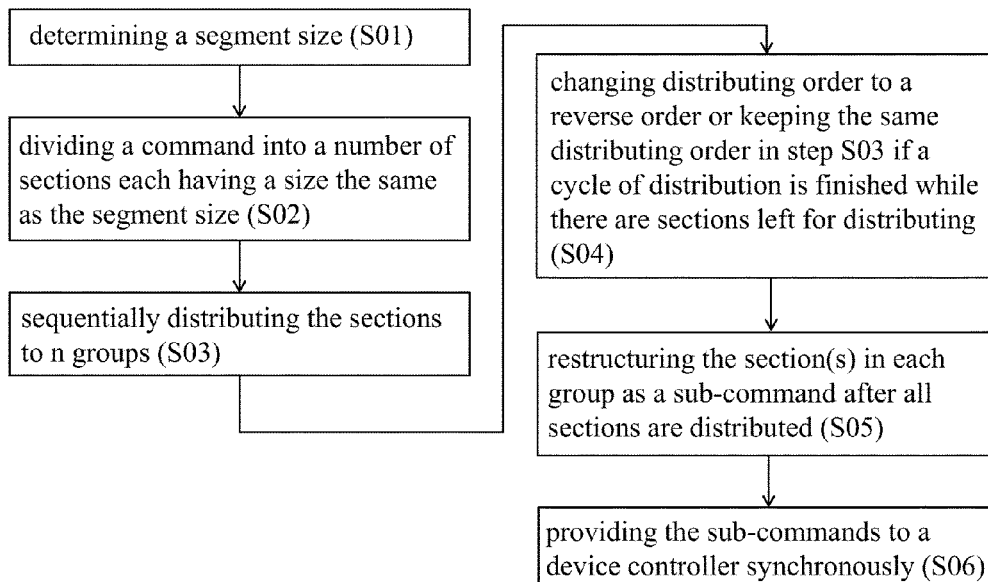 determining a segment size (S01)
dividing a command into a number of
sections each having a size the same
as the segment size (S02)
sequentially distributing the sections
to n groups (S03)
changing distributing order to a
reverse order or keeping the same
distributing order in step S03 if a
cycle of distribution is finished while
there are sections left for distributing
(S04)
restructuring the section(s) in each
group as a sub-command after all
sections are distributed (S05)
providing the sub-commands to a
device controller synchronously (S06)